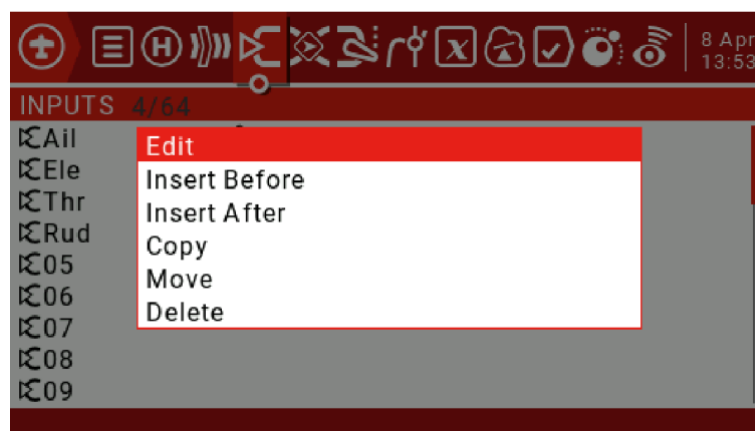 8 Apr
13:53
INPUTS 4/64
Ail
Ele
Thr
Rud
05
06
07
08
09
Edit
Insert Before
Insert After
Copy
Move
Delete